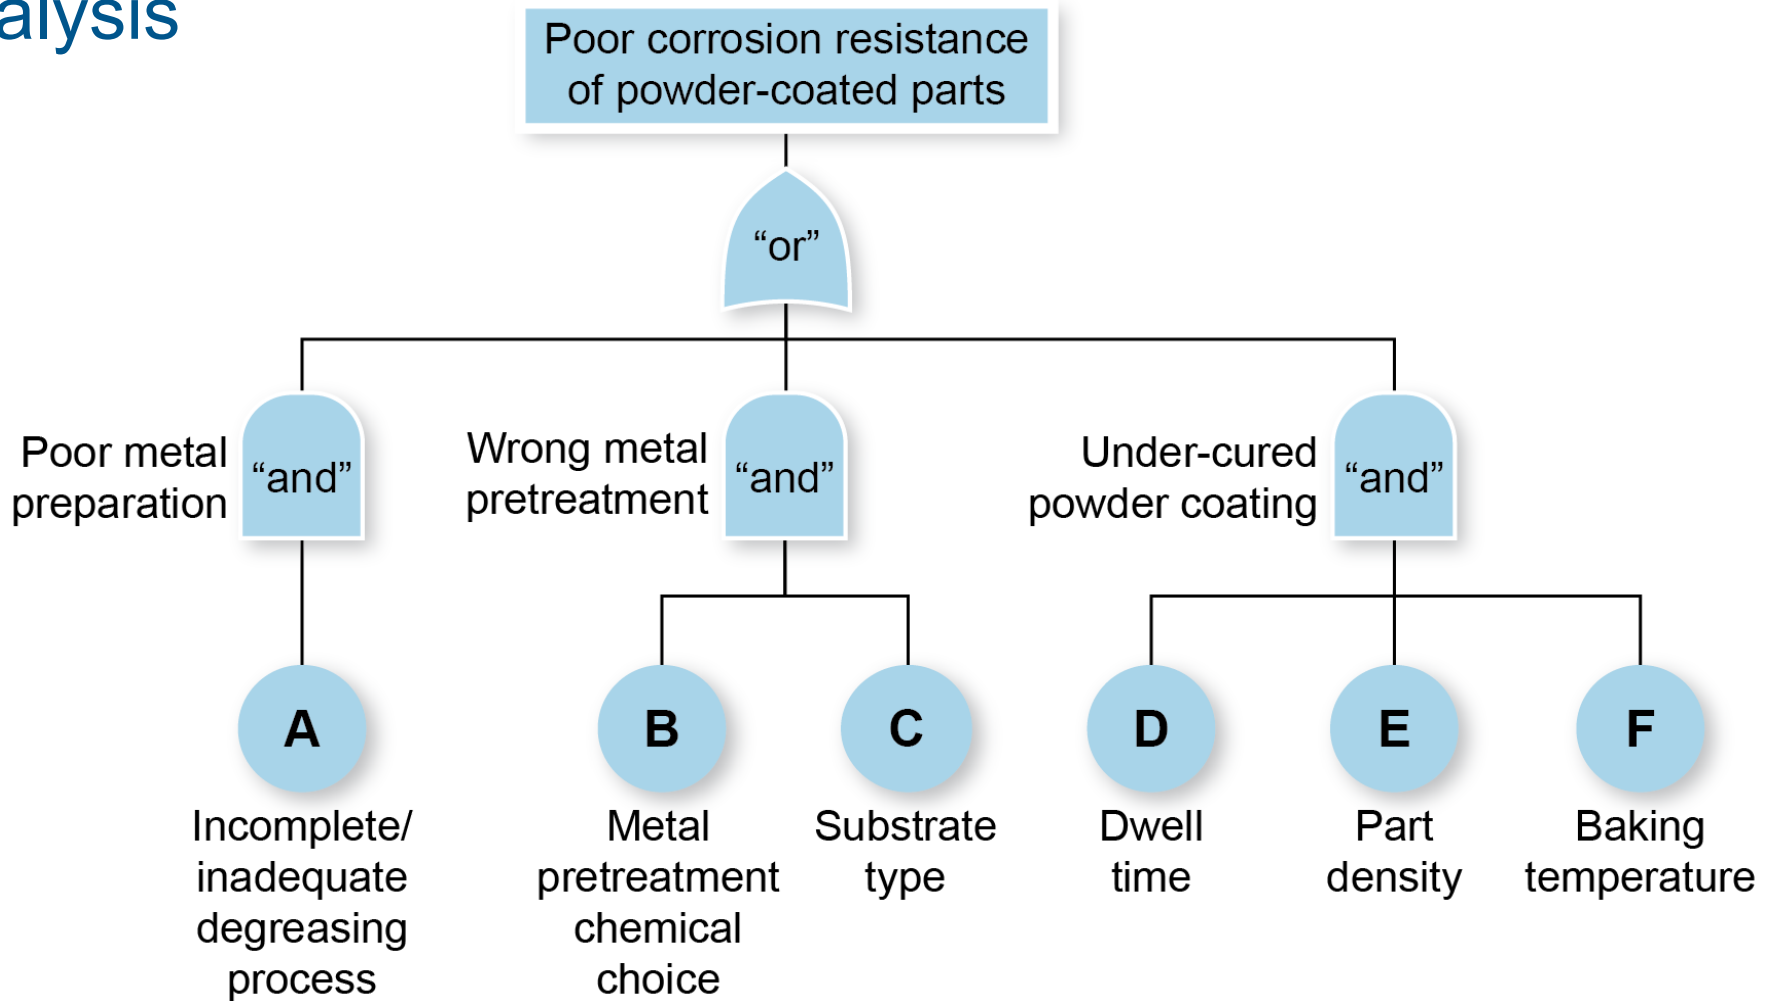 alysis
Poor corrosion resistance
of powder-coated parts
“or”
Poor metal
preparation
“and”
Wrong metal
pretreatment
“and”
Under-cured
powder coating
“and”
A
Incomplete/
inadequate
degreasing
process
B
Metal
pretreatment
chemical
choice
C
Substrate
type
D
Dwell
time
E
Part
density
F
Baking
temperature